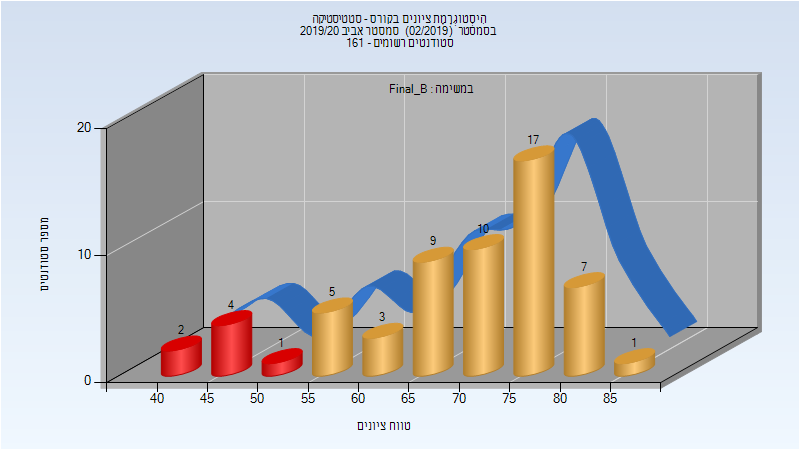 היסטוגרמת ציונים בקורס - סטטיסטיקה
בסמסטר (02/2019) סמסטר אביב 2019/20
סטודנטים רשומים - 161
במשימה : Final_B
מספר סטודנטים
20
10
0
2
4
1
5
3
9
10
17
7
1
40 45 50 55 60 65 70 75 80 85
טווח ציונים